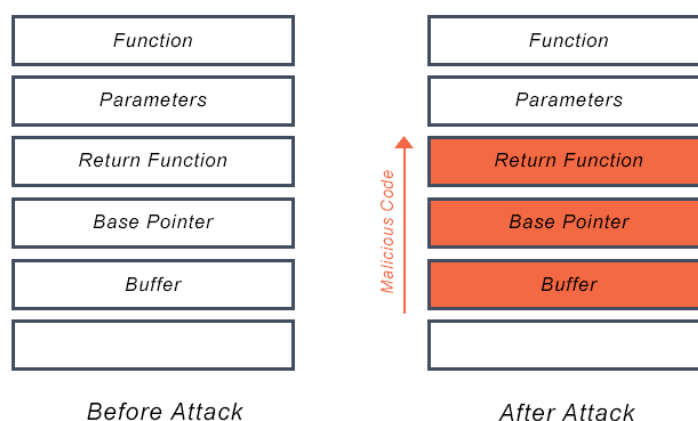 Function
Parameters
Return Function
Base Pointer
Buffer
Before Attack
Malicious Code
Function
Parameters
Return Function
Base Pointer
Buffer
After Attack